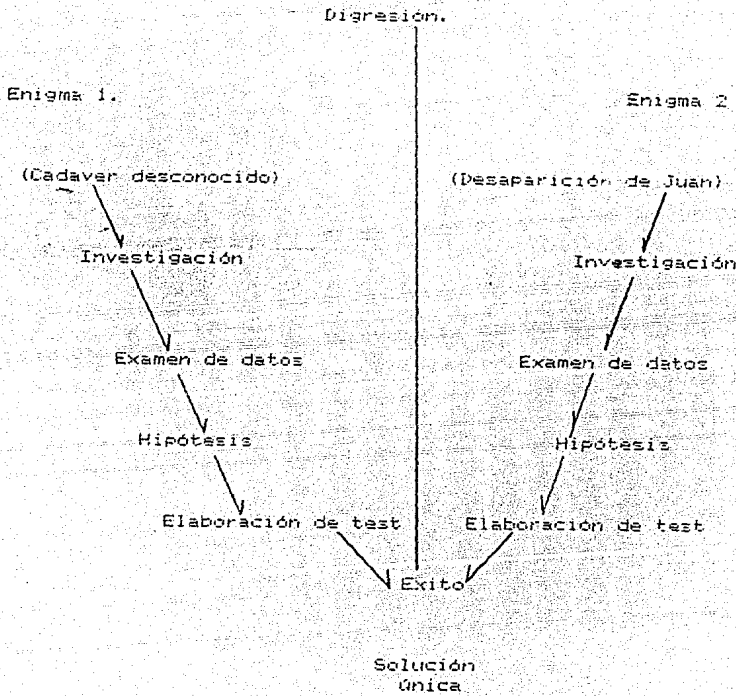 Digresión.
Enigma 1.
Enigma 2
(Cadaver desconocido)
(Desaparición de Juan)
Investigación
Investigación
Examen de datos
Examen de datos
Hipótesis
Hipótesis
Elaboración de test
Elaboración de test
Exito
Solución
única